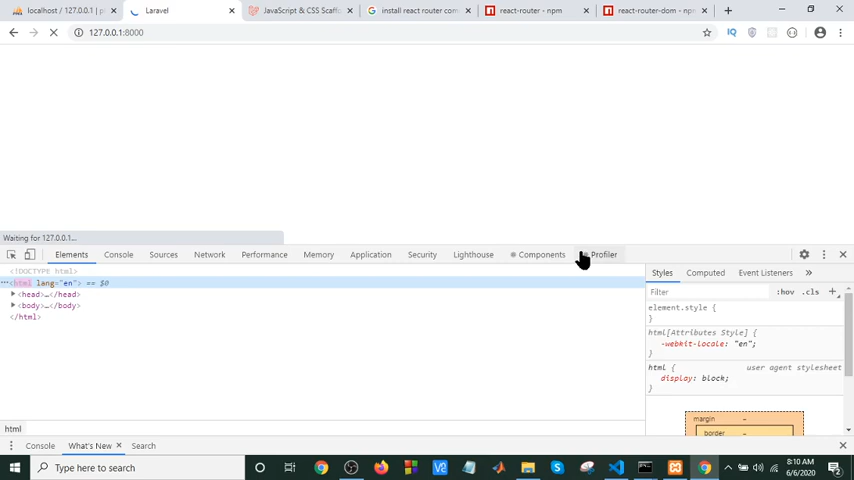 localhost / 127.0.0.1 | p
Laravel
JavaScript & CSS Scaff
install react router com
react-router - npm
react-router-dom - npm
127.0.0.1:8000
IQ
Waiting for 127.0.0.1...
Elements Console Sources Network Performance Memory Application Security Lighthouse Components Profiler
<!DOCTYPE html>
<html lang="en"> == $0
<head>…</head>
<body>…</body>
</html>
Styles Computed Event Listeners
Filter :hov .cls
element.style {
}
html[Attributes Style] {
-webkit-locale: "en";
}
html { user agent stylesheet
display: block;
}
margin -
border -
html
Console What's New Search
Type here to search
8:10 AM
6/6/2020
2